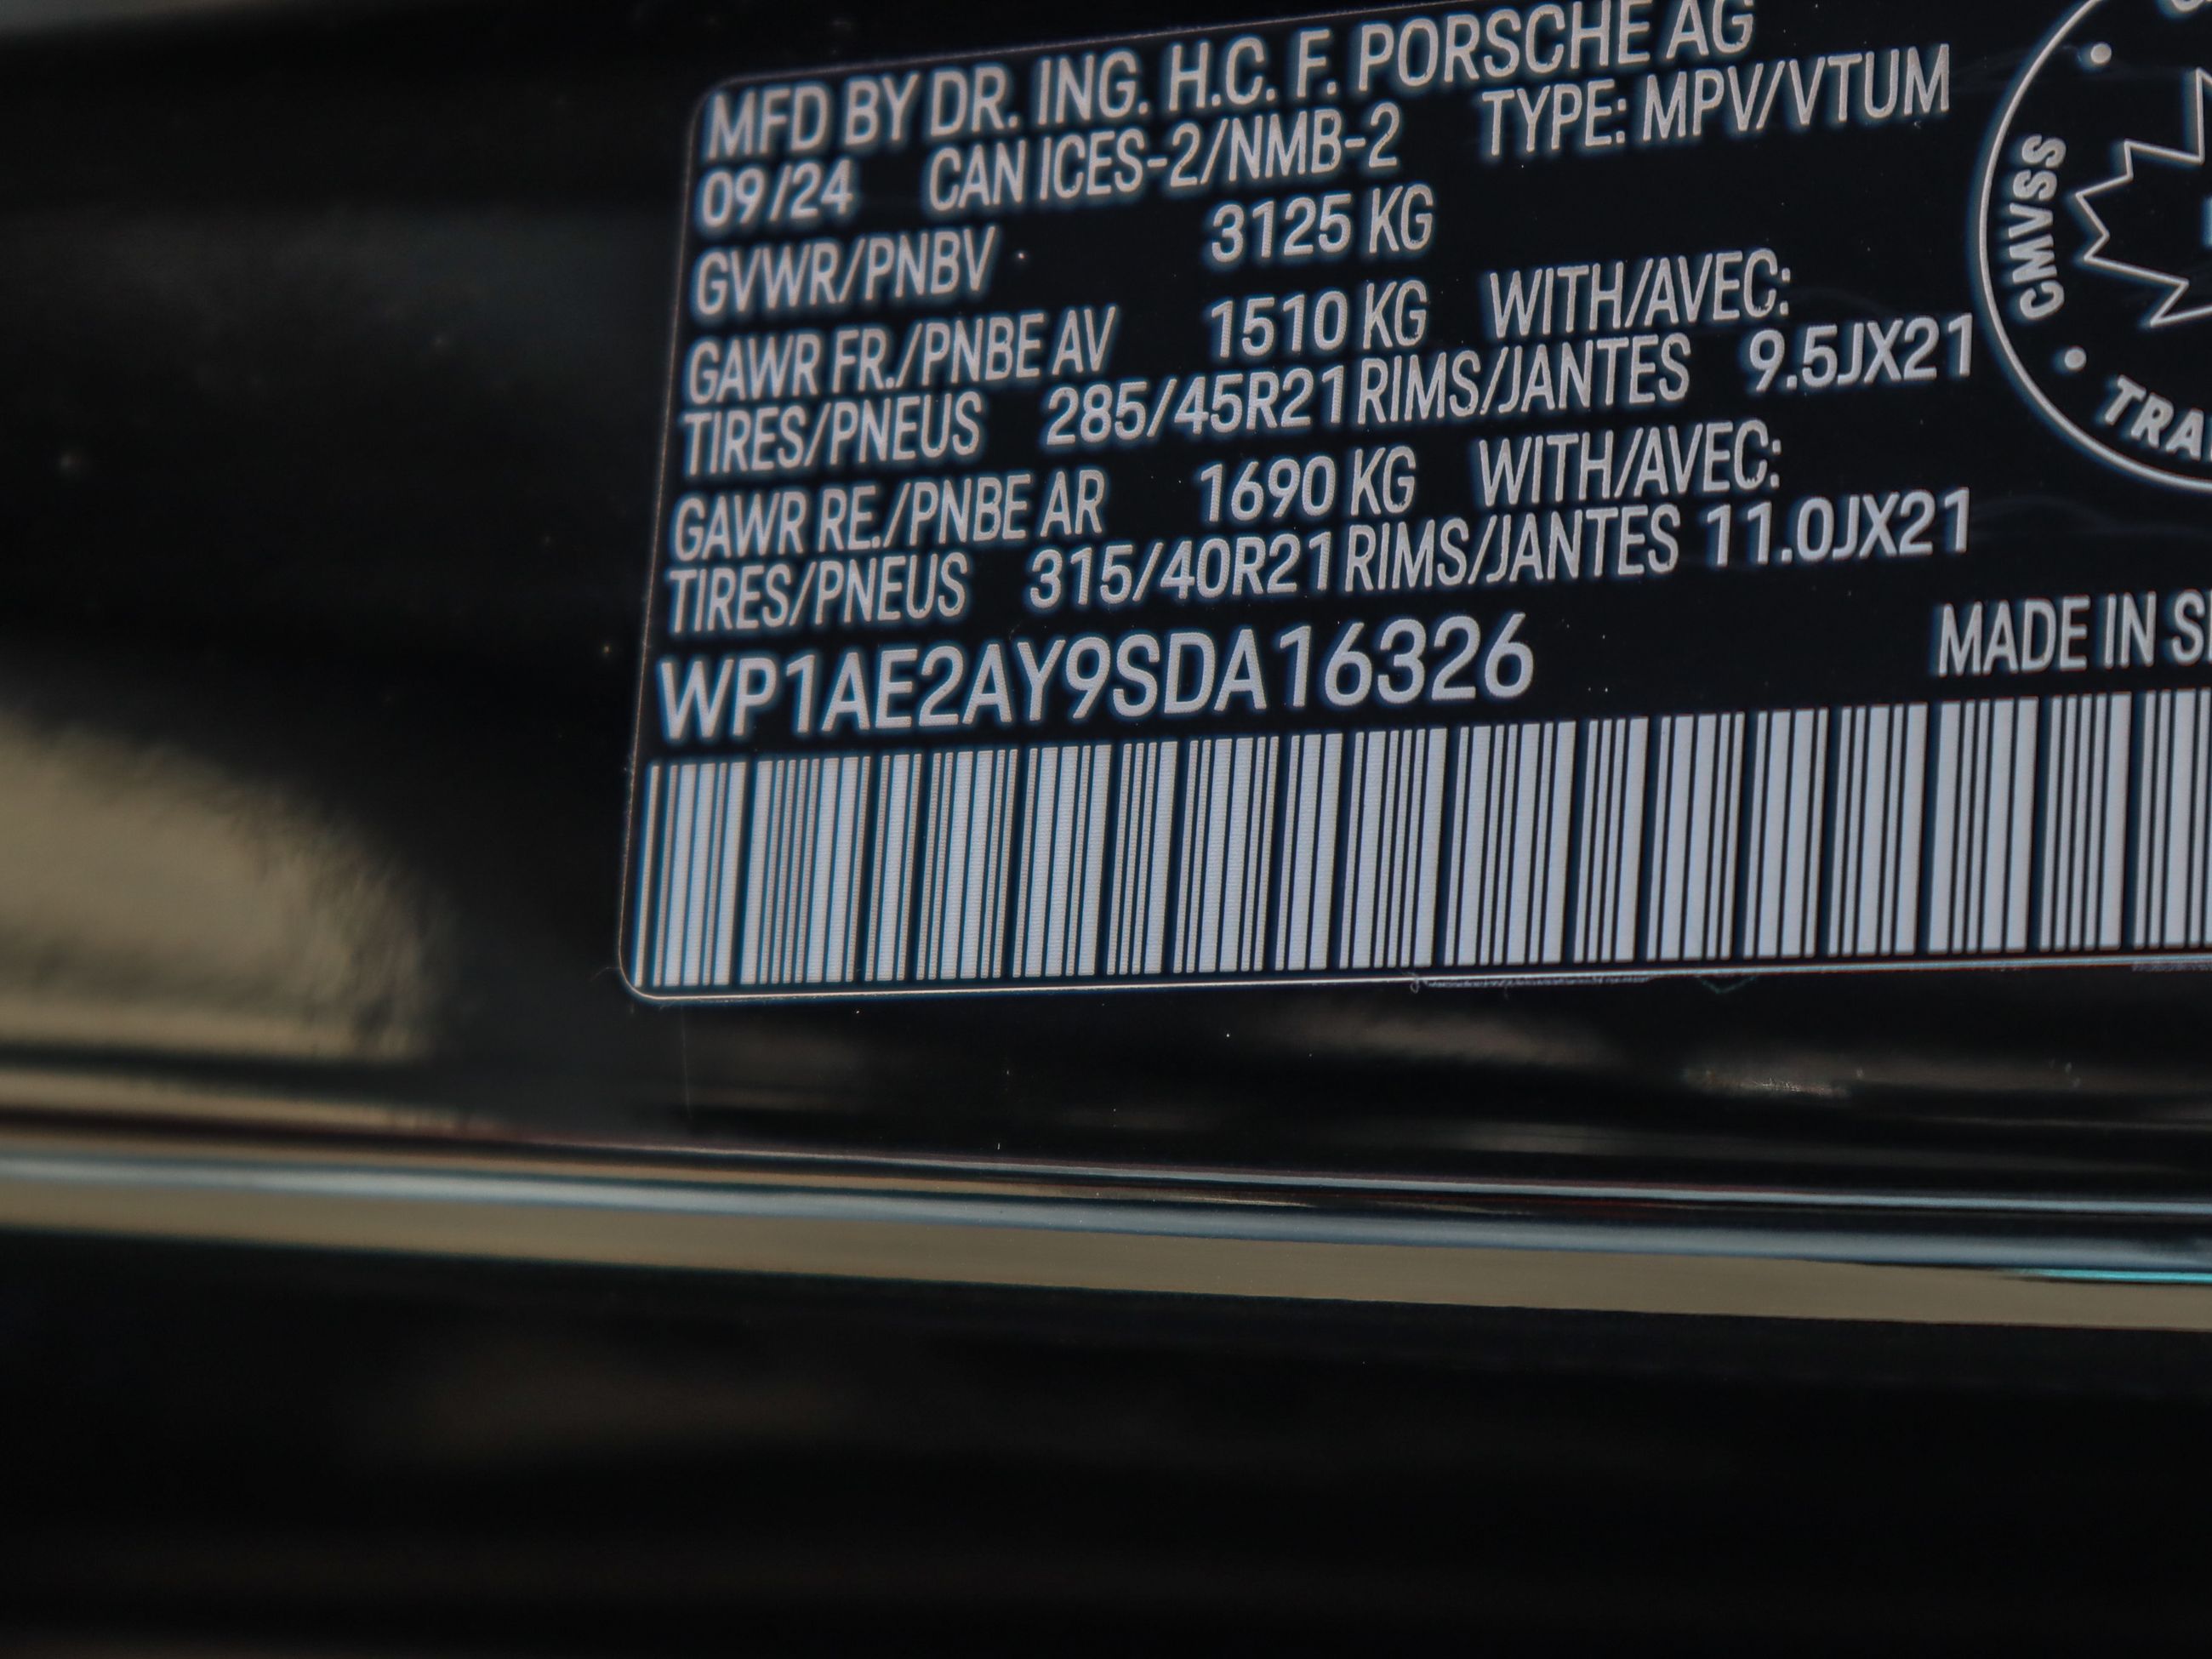 MFD BY DR. ING. H.C. F. PORSCHE AG
09/24 CAN ICES-2/NMB-2 TYPE: MPV/VTUM
GVWR/PNBV 3125 KG
GAWR FR./PNBE AV 1510 KG WITH/AVEC:
TIRES/PNEUS 285/45R21 RIMS/JANTES 9.5JX21
GAWR RE./PNBE AR 1690 KG WITH/AVEC:
TIRES/PNEUS 315/40R21 RIMS/JANTES 11.0JX21
WP1AE2AY9SDA16326
MADE IN
CMVSS